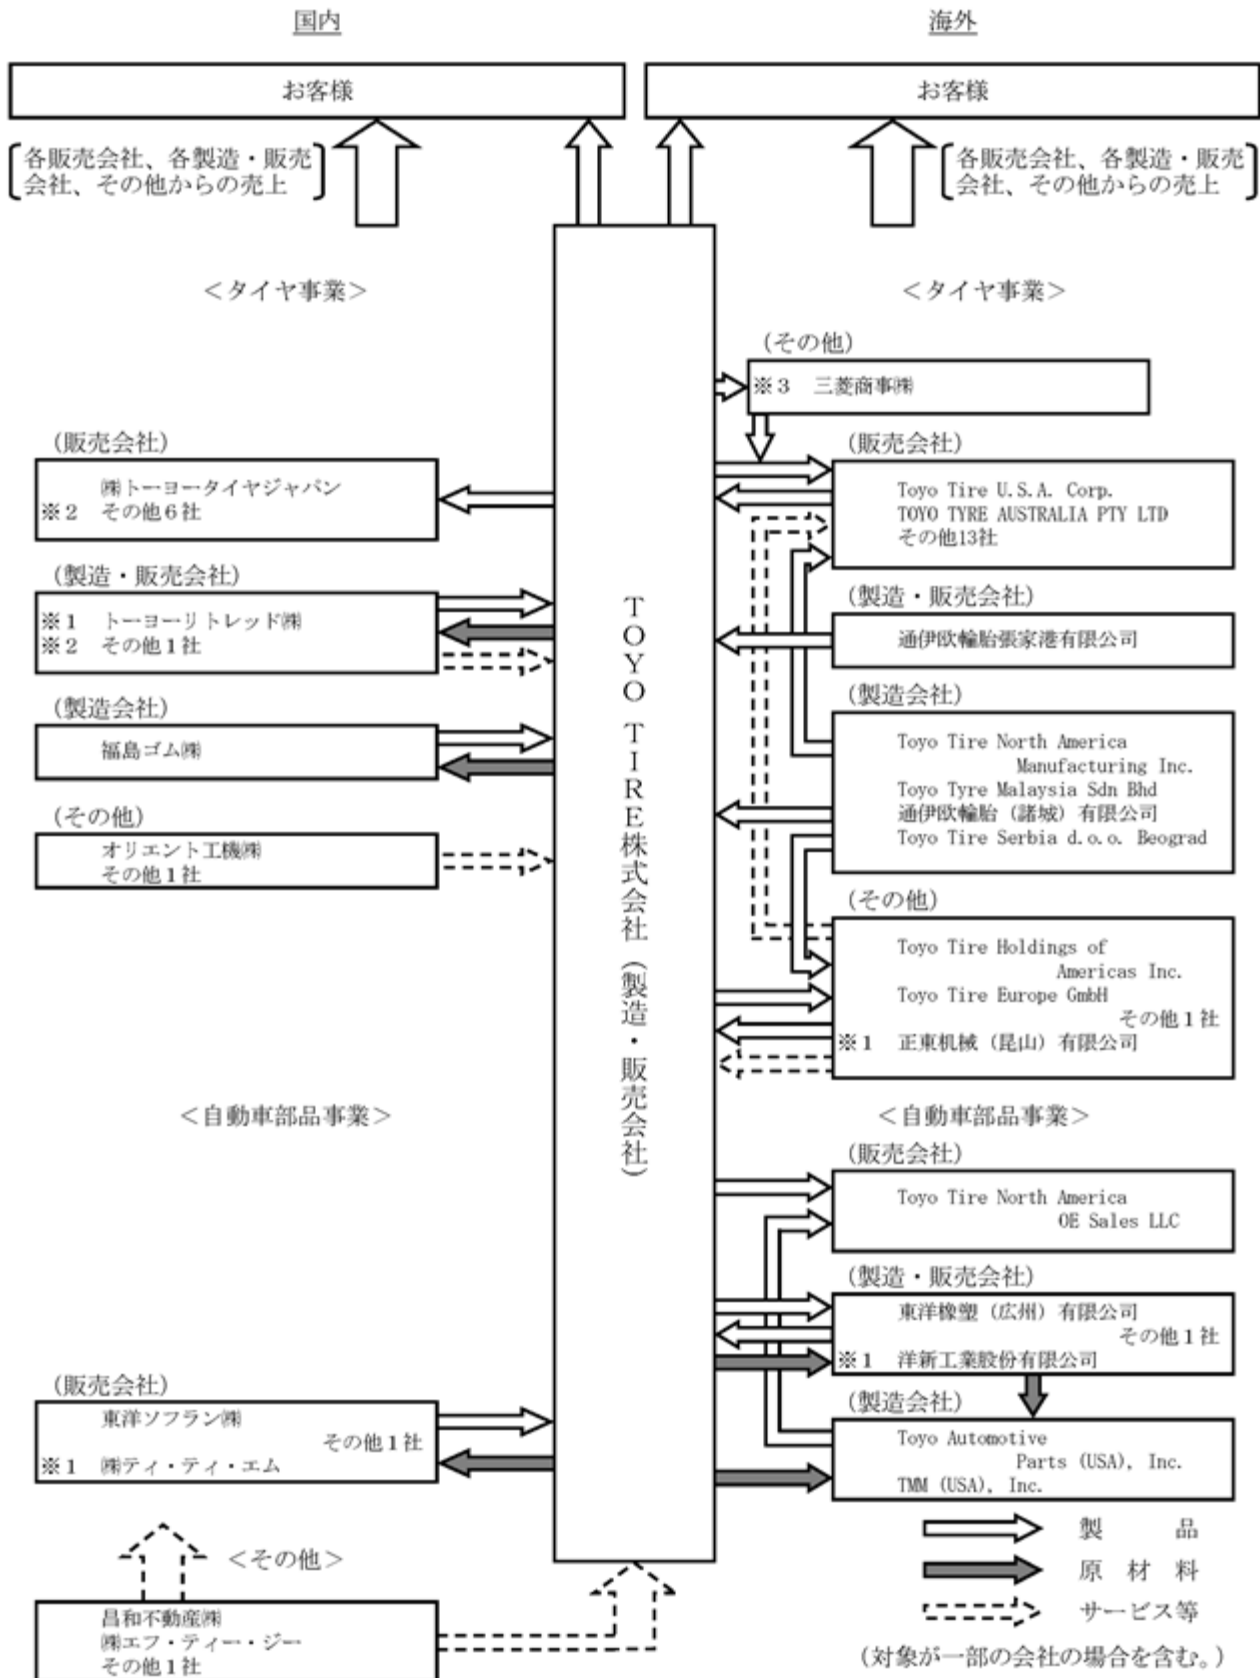 国内
海外
お客様
お客様
各販売会社、各製造・販売
会社、その他からの売上
各販売会社、各製造・販売
会社、その他からの売上
＜タイヤ事業＞
(販売会社)
㈱トーヨータイヤジャパン
※2 その他6社
(製造・販売会社)
※1 トーヨーリトレッド㈱
※2 その他1社
(製造会社)
福島ゴム㈱
(その他)
オリエント工機㈱
その他1社
＜自動車部品事業＞
(販売会社)
東洋ソフラン㈱
その他1社
※1 ㈱ティ・ティ・エム
＜その他＞
昌和不動産㈱
㈱エフ・ティー・ジー
その他1社
TOYO TIRE株式会社（製造・販売会社）
＜タイヤ事業＞
(その他)
※3 三菱商事㈱
(販売会社)
Toyo Tire U.S.A. Corp.
TOYO TYRE AUSTRALIA PTY LTD
その他13社
(製造・販売会社)
通伊欧輪胎張家港有限公司
(製造会社)
Toyo Tire North America
Manufacturing Inc.
Toyo Tyre Malaysia Sdn Bhd
通伊欧輪胎（諸城）有限公司
Toyo Tire Serbia d.o.o. Beograd
(その他)
Toyo Tire Holdings of
Americas Inc.
Toyo Tire Europe GmbH
その他1社
※1 正東机械（昆山）有限公司
＜自動車部品事業＞
(販売会社)
Toyo Tire North America
OE Sales LLC
(製造・販売会社)
東洋橡塑（広州）有限公司
その他1社
※1 洋新工業股份有限公司
(製造会社)
Toyo Automotive
Parts (USA), Inc.
TMM (USA), Inc.
製品
原材料
サービス等
(対象が一部の会社の場合を含む。)